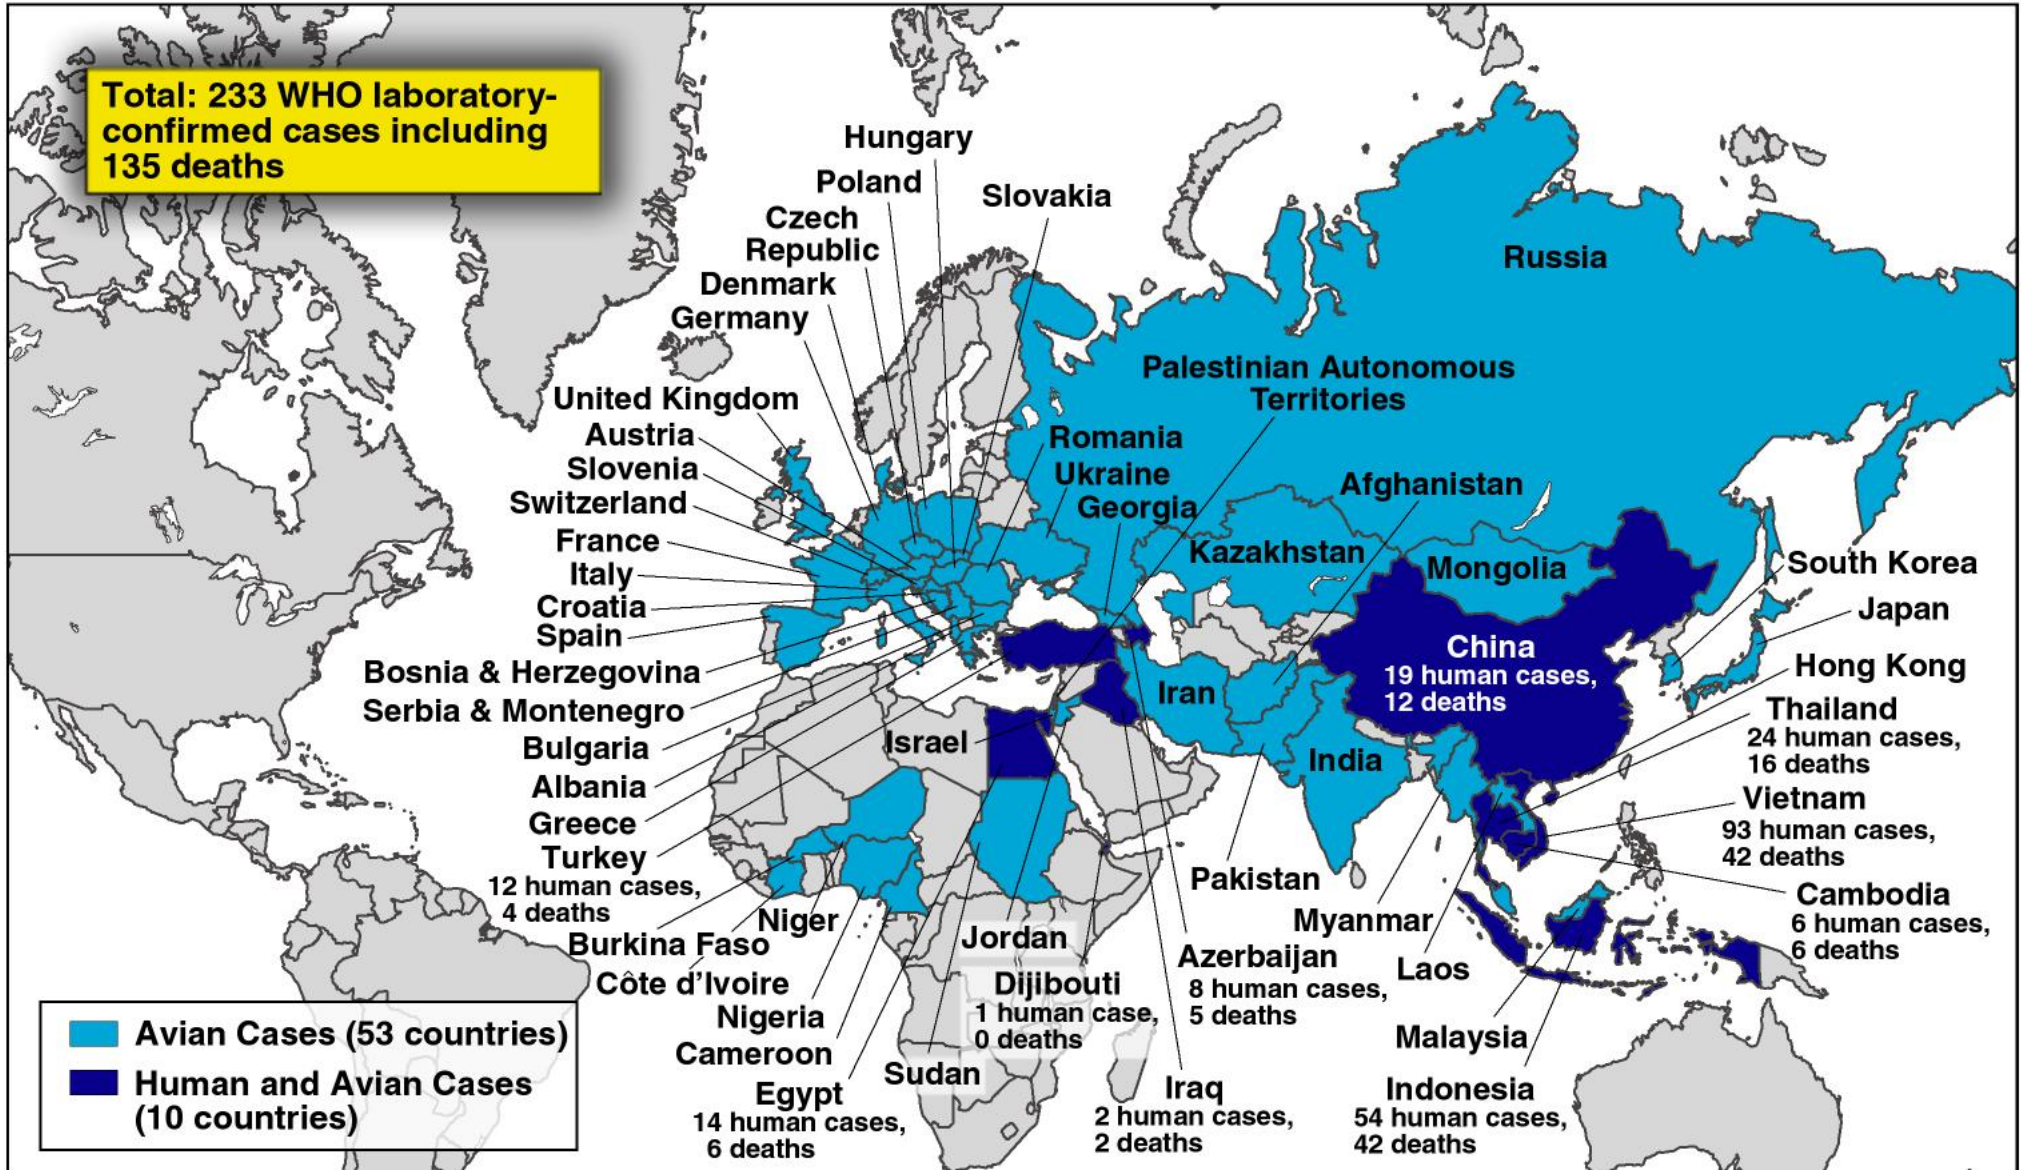 Total: 233 WHO laboratory-
confirmed cases including
135 deaths
Hungary
Poland
Slovakia
Czech
Republic
Denmark
Germany
Russia
Palestinian Autonomous
Territories
United Kingdom
Austria
Slovenia
Switzerland
France
Italy
Croatia
Spain
Bosnia & Herzegovina
Serbia & Montenegro
Bulgaria
Albania
Greece
Turkey
12 human cases,
4 deaths
Romania
Ukraine
Georgia
Afghanistan
Kazakhstan
Mongolia
South Korea
Japan
China
19 human cases,
12 deaths
Hong Kong
Iran
Israel
India
Thailand
24 human cases,
16 deaths
Vietnam
93 human cases,
42 deaths
Cambodia
6 human cases,
6 deaths
Pakistan
Myanmar
Laos
Malaysia
Indonesia
54 human cases,
42 deaths
Azerbaijan
8 human cases,
5 deaths
Iraq
2 human cases,
2 deaths
Niger
Burkina Faso
Côte d’Ivoire
Nigeria
Cameroon
Egypt
14 human cases,
6 deaths
Jordan
Dijibouti
1 human case,
0 deaths
Sudan
Avian Cases (53 countries)
Human and Avian Cases
(10 countries)